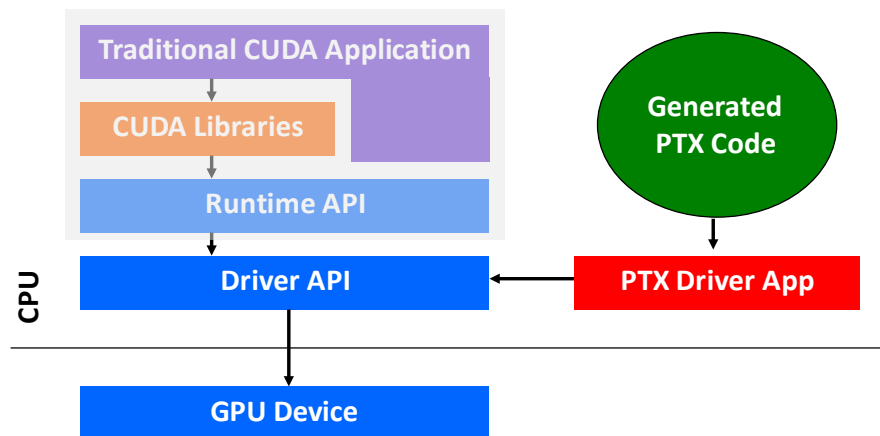 Traditional CUDA Application
CUDA Libraries
Runtime API
Generated
PTX Code
Driver API
PTX Driver App
CPU
GPU Device